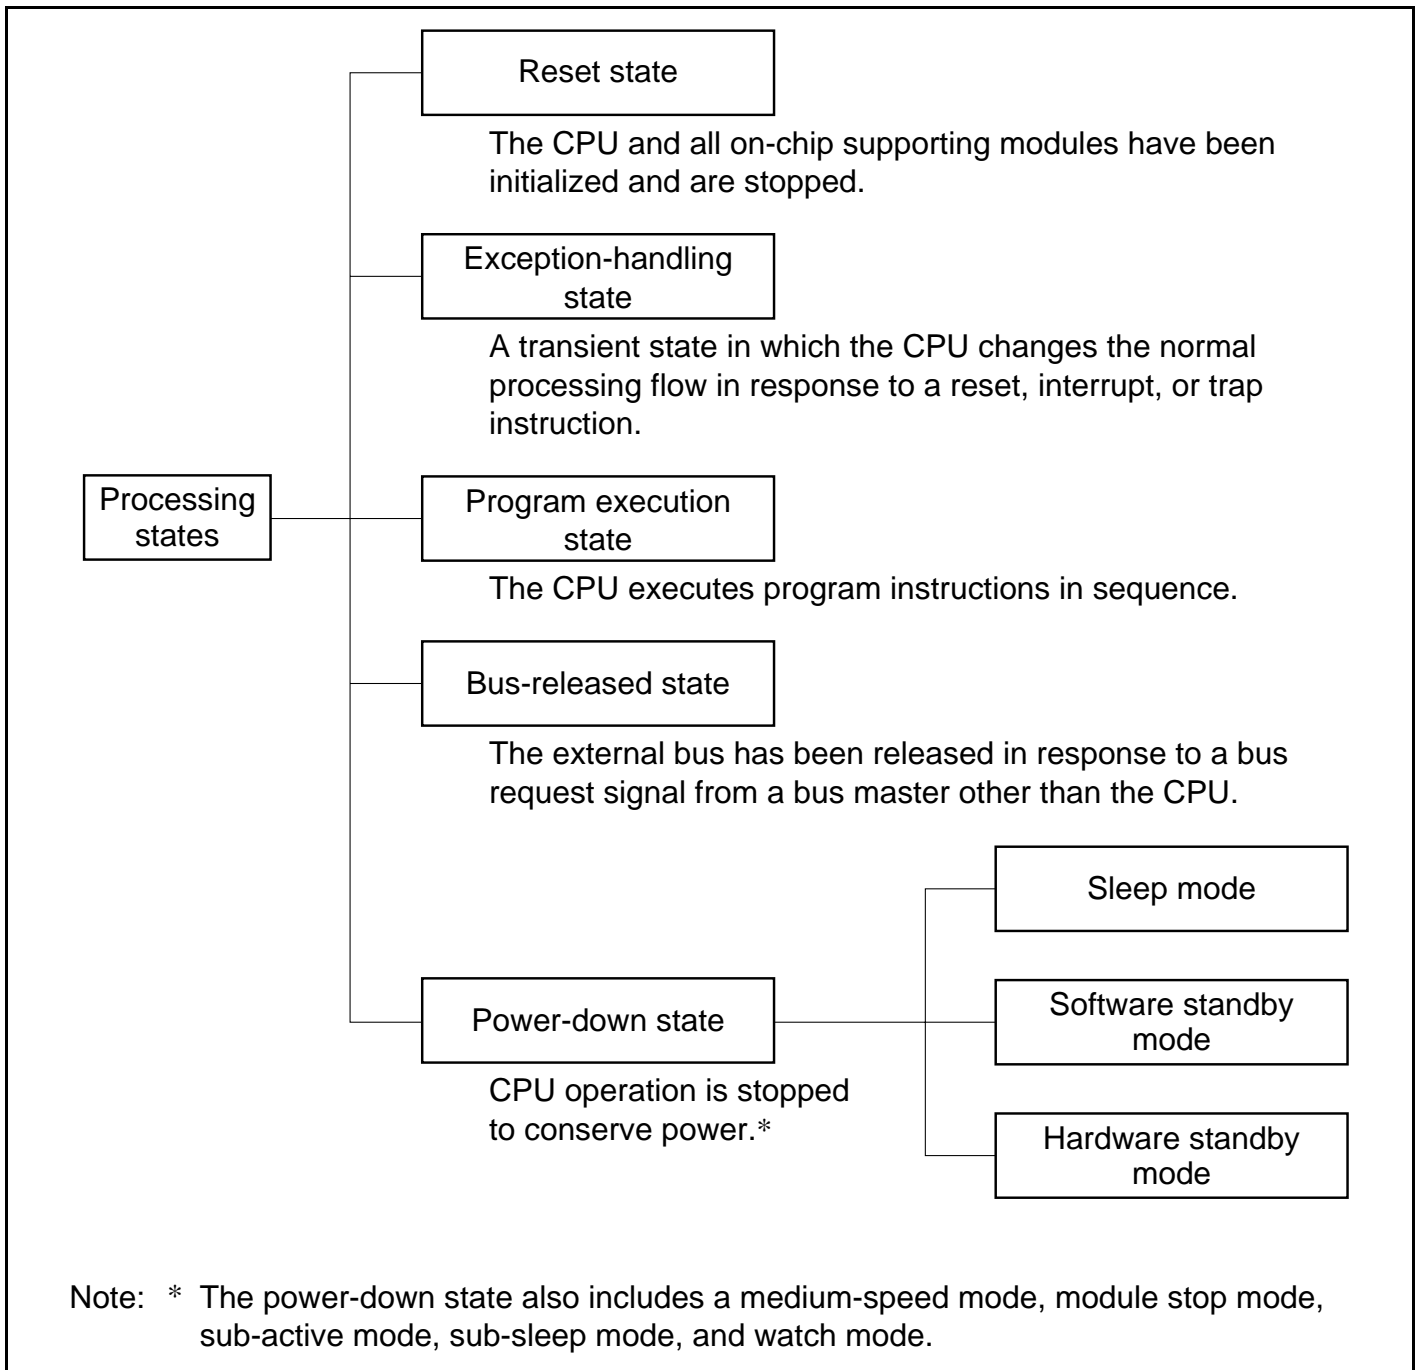 Reset state
The CPU and all on-chip supporting modules have been
initialized and are stopped.
Exception-handling
state
A transient state in which the CPU changes the normal
processing flow in response to a reset, interrupt, or trap
instruction.
Processing
states
Program execution
state
The CPU executes program instructions in sequence.
Bus-released state
The external bus has been released in response to a bus
request signal from a bus master other than the CPU.
Sleep mode
Power-down state
CPU operation is stopped
to conserve power.*
Software standby
mode
Hardware standby
mode
Note: * The power-down state also includes a medium-speed mode, module stop mode,
sub-active mode, sub-sleep mode, and watch mode.